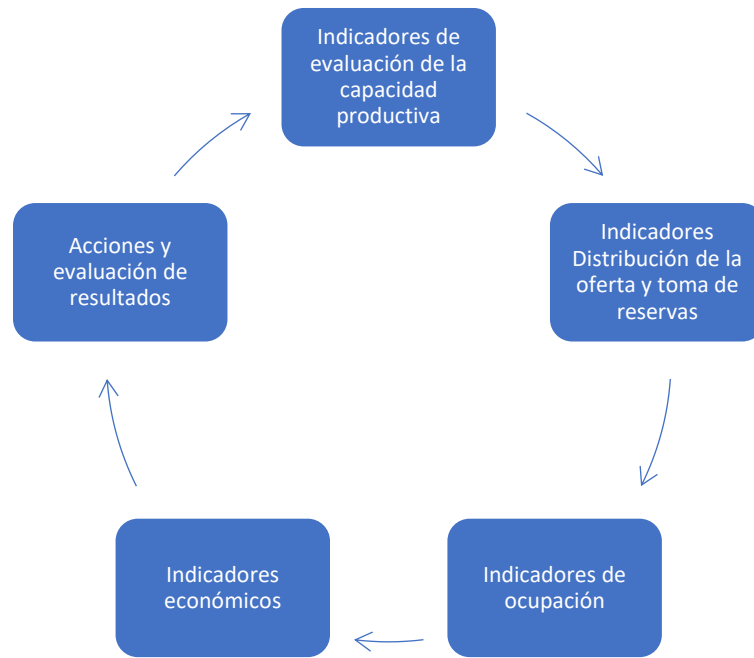 Indicadores de
evaluación de la
capacidad
productiva
Indicadores
Distribución de la
oferta y toma de
reservas
Indicadores de
ocupación
Indicadores
económicos
Acciones y
evaluación de
resultados